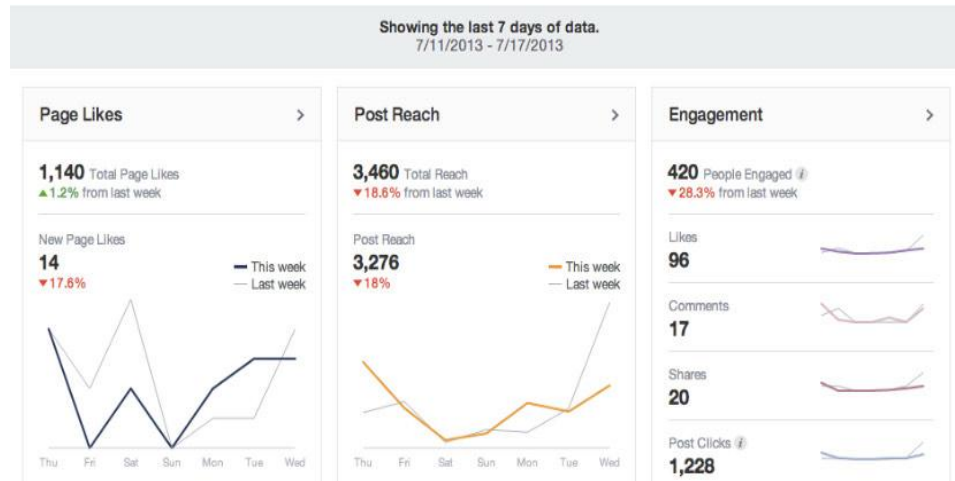 Showing the last 7 days of data.
7/11/2013 - 7/17/2013
Page Likes
1,140 Total Page Likes
▲1.2% from last week
New Page Likes
14
▼17.6%
This week
Last week
Thu Fri Sat Sun Mon Tue Wed
Post Reach
3,460 Total Reach
▼18.6% from last week
Post Reach
3,276
▼18%
This week
Last week
Thu Fri Sat Sun Mon Tue Wed
Engagement
420 People Engaged i
▼28.3% from last week
Likes
96
Comments
17
Shares
20
Post Clicks i
1,228